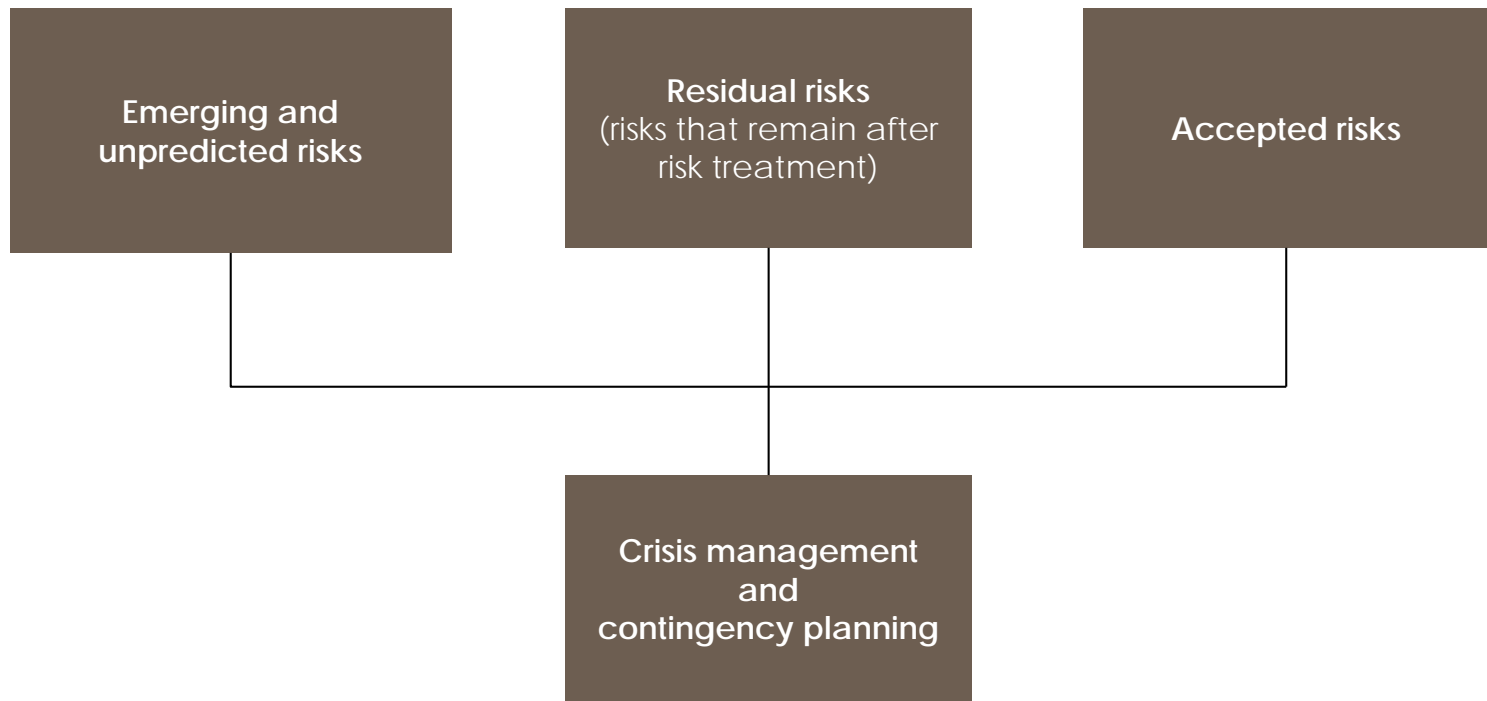 Emerging and
unpredicted risks
Residual risks
(risks that remain after
risk treatment)
Accepted risks
Crisis management
and
contingency planning